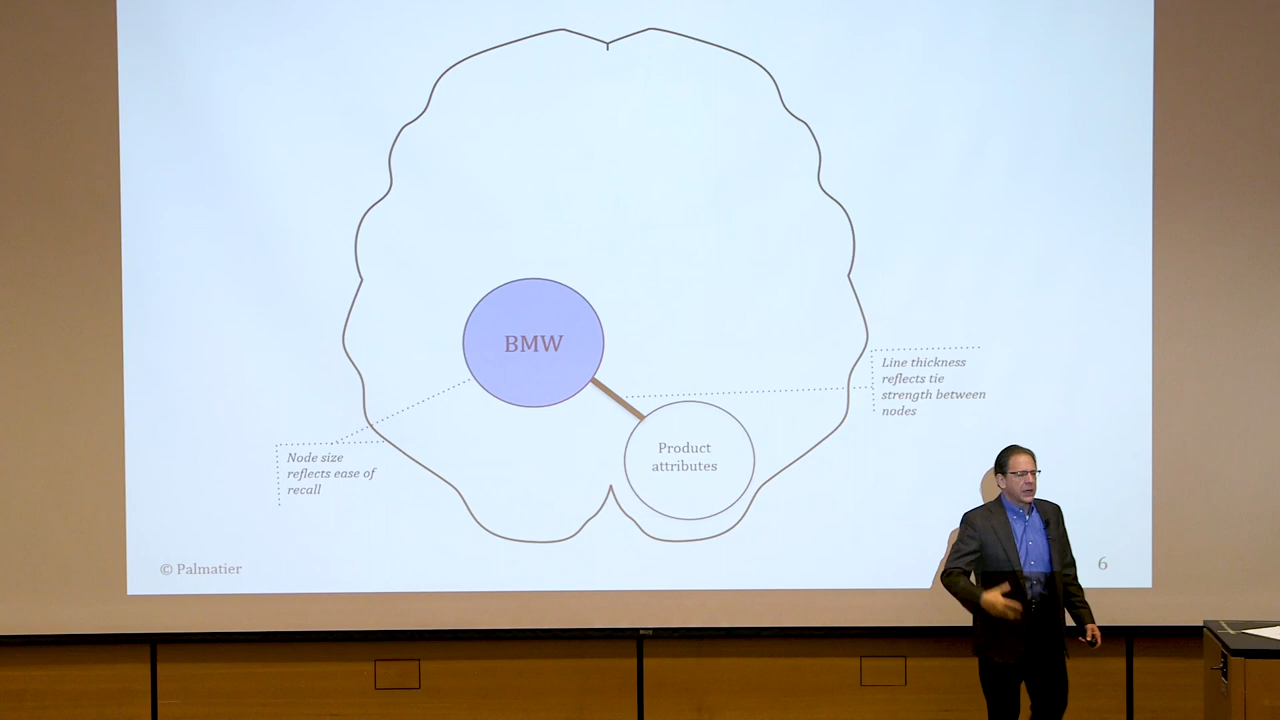 BMW
Line thickness
reflects tie
strength between
nodes
Product
attributes
Node size
reflects ease of
recall
© Palmatier
6